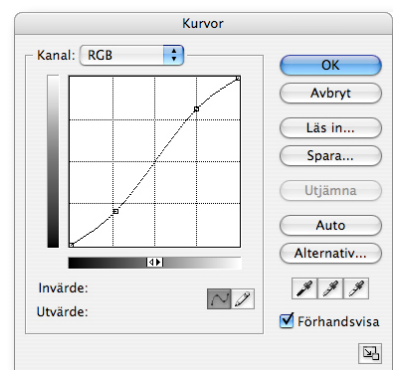 Kurvor
Kanal: RGB
OK
Avbryt
Läs in...
Spara...
Utjämna
Auto
Alternativ...
Invärde:
Utvärde:
Förhandsvisa